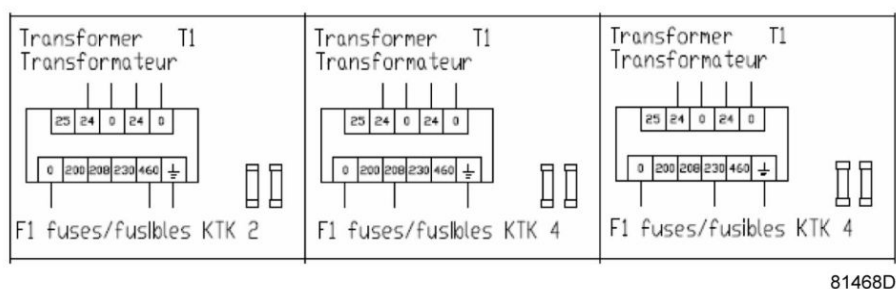 Transformer T1
Transformateur
25 24 0 24 0
0 200 208 230 460
F1 fuses/fusibles KTK 2
Transformer T1
Transformateur
25 24 0 24 0
0 200 208 230 460
F1 fuses/fusibles KTK 4
Transformer T1
Transformateur
25 24 0 24 0
0 200 208 230 460
F1 fuses/fusibles KTK 4
81468D